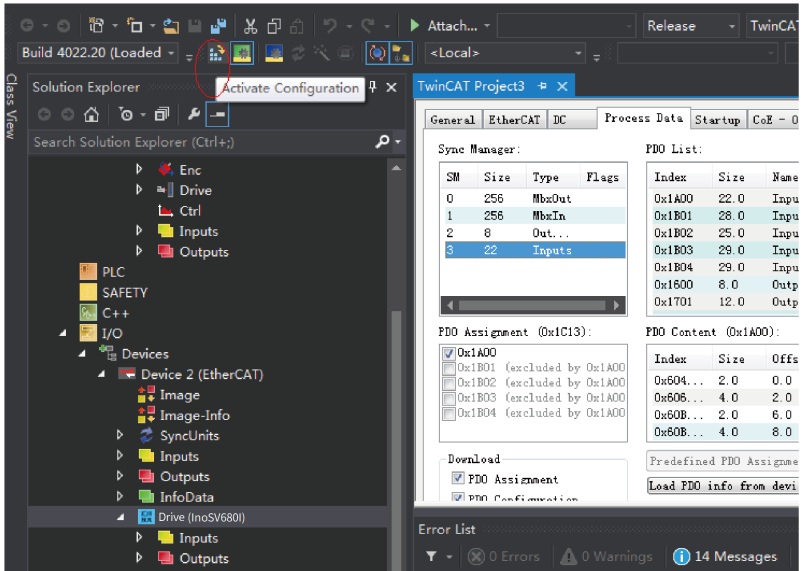 Attach...
Release
TwinCAT
Build 4022.20 (Loaded
<Local>
Class View
Solution Explorer
Activate Configuration
Search Solution Explorer (Ctrl+;)
Enc
Drive
Ctrl
Inputs
Outputs
PLC
SAFETY
C++
I/O
Devices
Device 2 (EtherCAT)
Image
Image-Info
SyncUnits
Inputs
Outputs
InfoData
Drive (InoSV680I)
Inputs
Outputs
TwinCAT Project3
General EtherCAT DC Process Data Startup CoE - O
Sync Manager:
SM Size Type Flags
0 256 MbxOut
1 256 MbxIn
2 8 Out...
3 22 Inputs
PDO List:
Index Size Name
0x1A00 22.0 Inpu
0x1B01 28.0 Inpu
0x1B02 25.0 Inpu
0x1B03 29.0 Inpu
0x1B04 29.0 Inpu
0x1600 8.0 Outp
0x1701 12.0 Outp
PDO Assignment (0x1C13):
0x1A00
0x1B01 (excluded by 0x1A00
0x1B02 (excluded by 0x1A00
0x1B03 (excluded by 0x1A00
0x1B04 (excluded by 0x1A00
PDO Content (0x1A00):
Index Size Offs
0x604... 2.0 0.0
0x606... 4.0 2.0
0x60B... 2.0 6.0
0x60B... 4.0 8.0
Download
PDO Assignment
PDO Configuration
Predefined PDO Assignme
Load PDO info from devi
Error List
0 Errors
0 Warnings
14 Messages